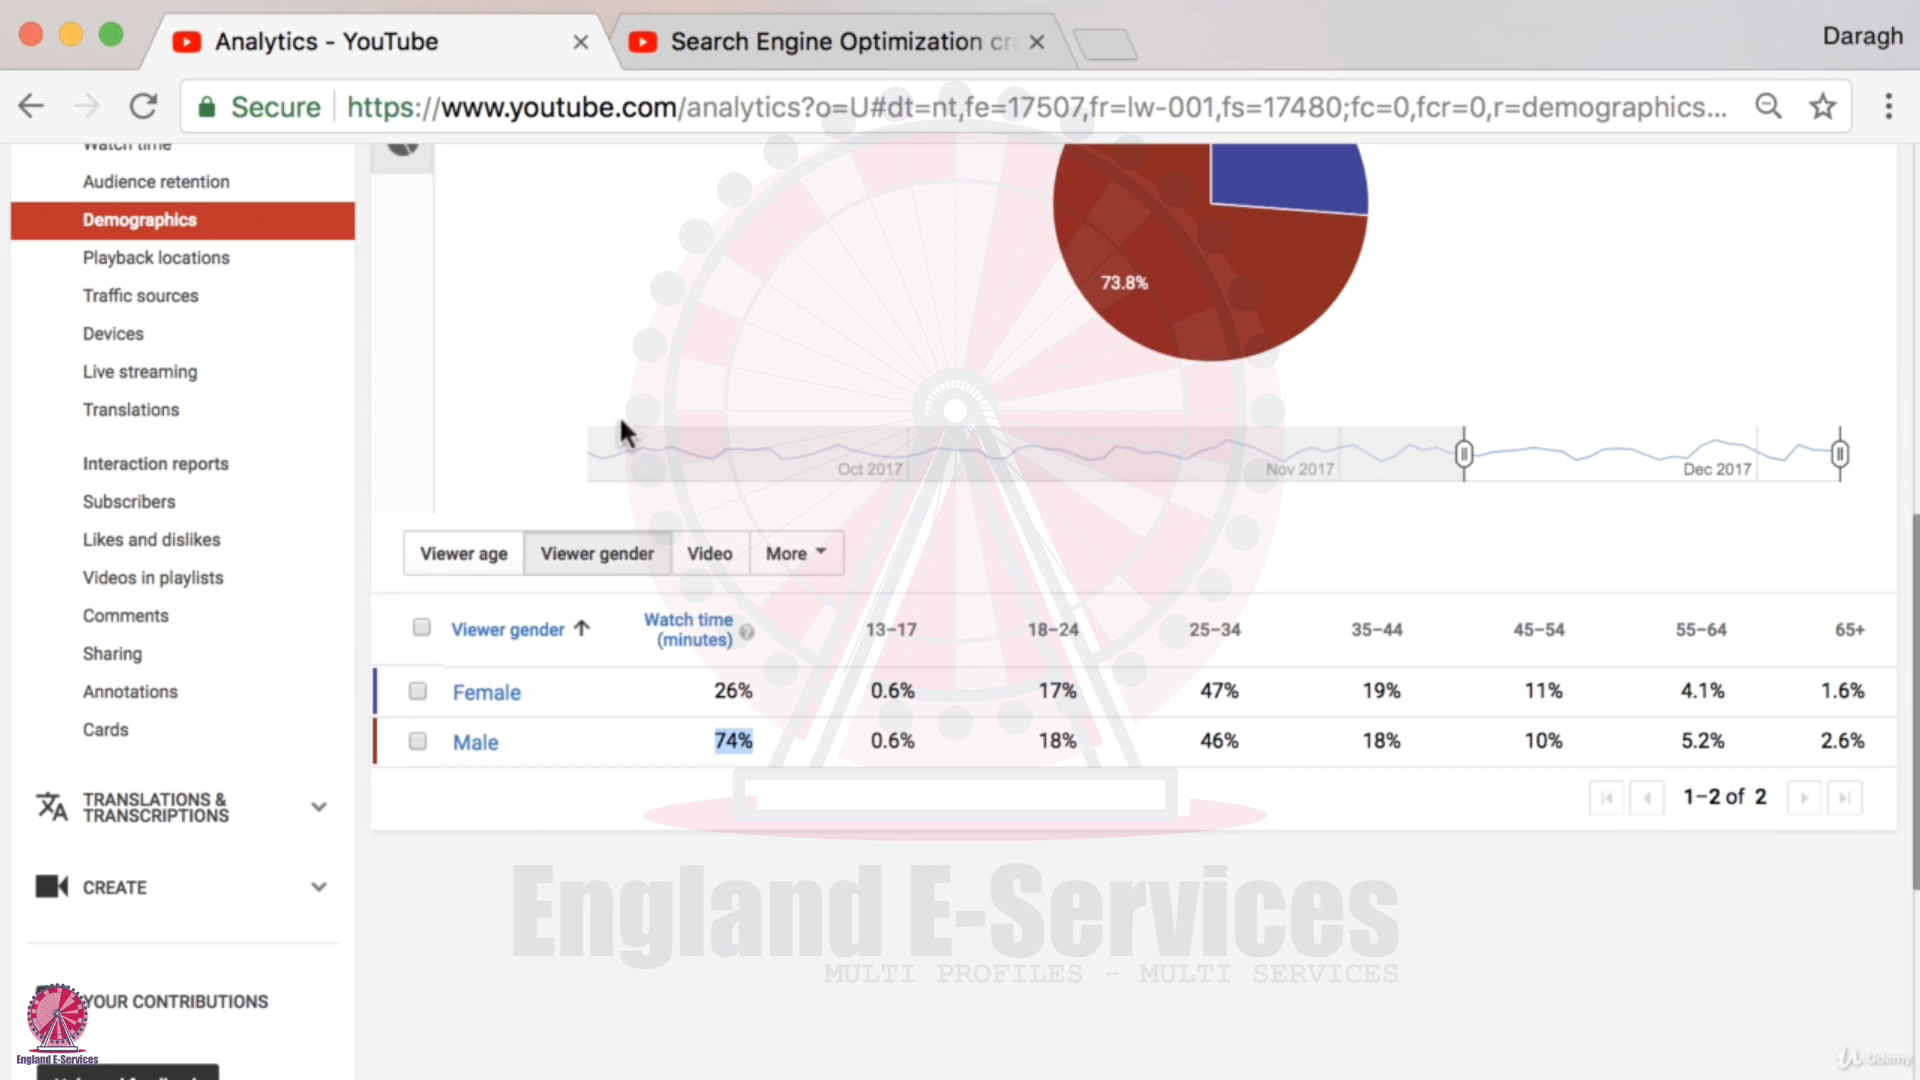 Analytics - YouTube
Search Engine Optimization cra
Daragh
Secure
https://www.youtube.com/analytics?o=U#dt=nt,fe=17507,fr=lw-001,fs=17480;fc=0,fcr=0,r=demographics...
Watch time
Audience retention
Demographics
Playback locations
Traffic sources
Devices
Live streaming
Translations
Interaction reports
Subscribers
Likes and dislikes
Videos in playlists
Comments
Sharing
Annotations
Cards
TRANSLATIONS &
TRANSCRIPTIONS
CREATE
YOUR CONTRIBUTIONS
England E-Services
73.8%
Oct 2017
Nov 2017
Dec 2017
Viewer age
Viewer gender
Video
More
Viewer gender
Watch time
(minutes)
13–17 18–24 25–34 35–44 45–54 55–64 65+
Female 26% 0.6% 17% 47% 19% 11% 4.1% 1.6%
Male 74% 0.6% 18% 46% 18% 10% 5.2% 2.6%
1–2 of 2
England E-Services
MULTI PROFILES - MULTI SERVICES
Udemy